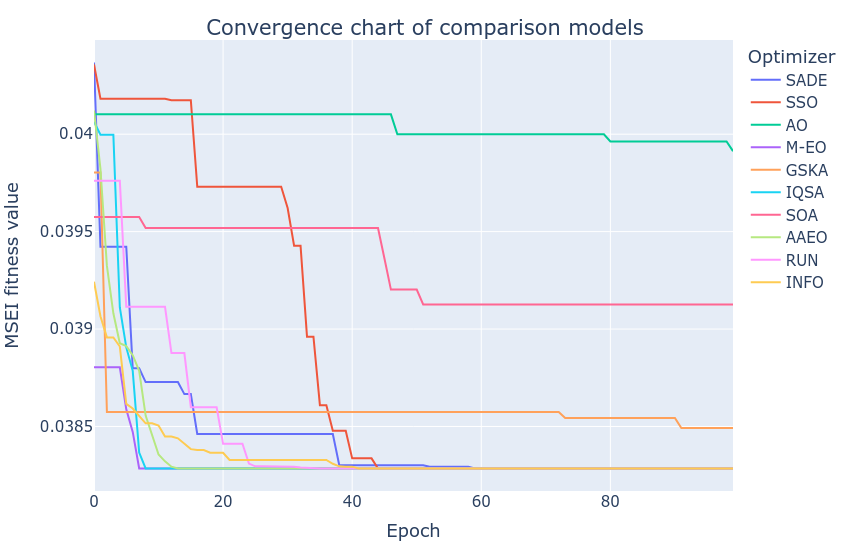 Convergence chart of comparison models
MSEI fitness value
0.04
0.0395
0.039
0.0385
0
20
40
60
80
Epoch
Optimizer
SADE
SSO
AO
M-EO
GSKA
IQSA
SOA
AAEO
RUN
INFO